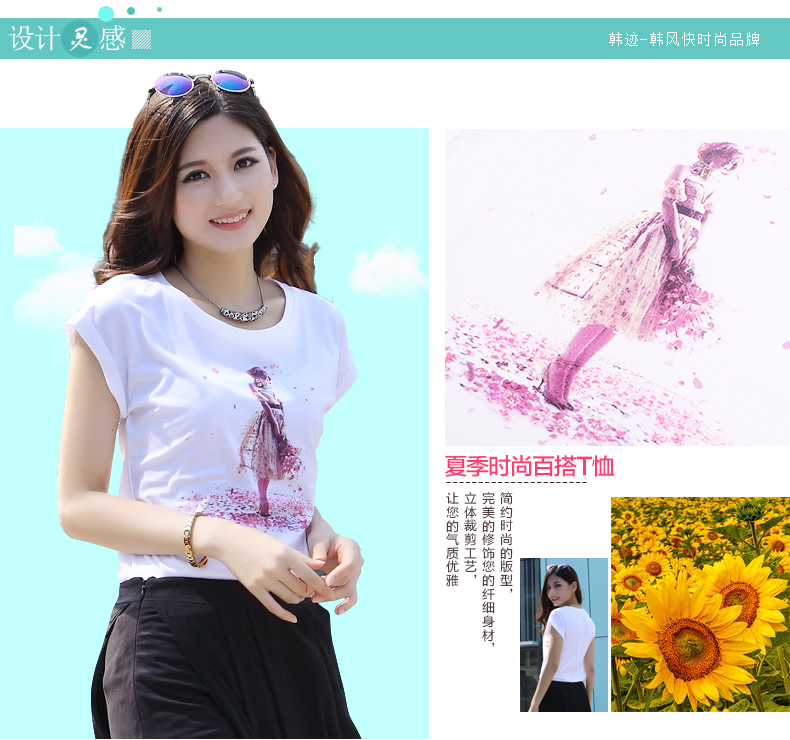 设计灵感
韩迹-韩风快时尚品牌
夏季时尚百搭T恤
简约时尚的版型，
完美的修饰您的纤细身材，
立体裁剪工艺，
让您的气质优雅